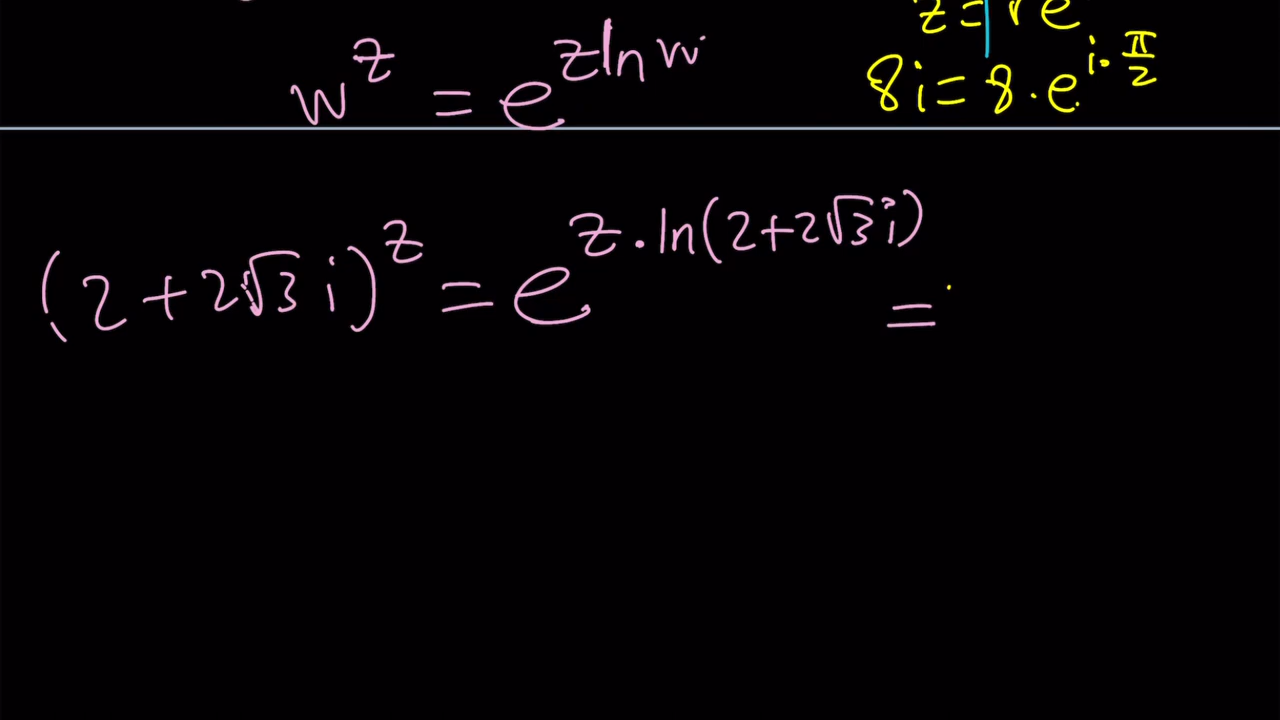 z = re
w^z = e^{z ln w}
8i = 8 · e^{i · π/2}
(2 + 2√3 i)^z = e^{z · ln(2+2√3 i)} =